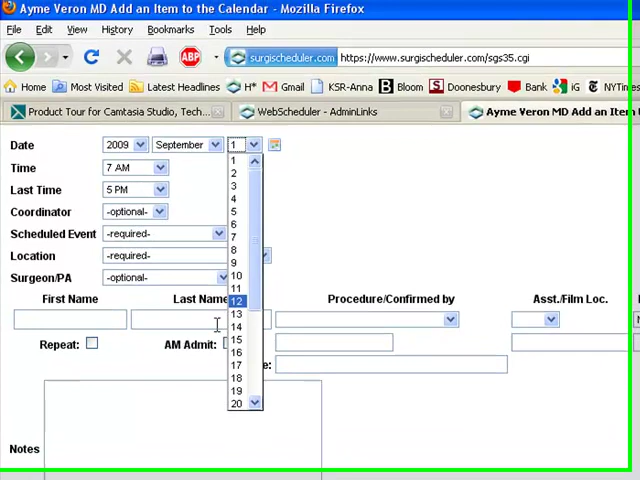 Ayme Veron MD Add an Item to the Calendar - Mozilla Firefox
File Edit View History Bookmarks Tools Help
ABP surgischeduler.com https://www.surgischeduler.com/sgs35.cgi
Home Most Visited Latest Headlines H* Gmail KSR-Anna Bloom Doonesbury Bank iG NYTimes
Product Tour for Camtasia Studio, Tech... WebScheduler - AdminLinks Ayme Veron MD Add an Item
Date 2009 September 1
Time 7 AM
Last Time 5 PM
Coordinator -optional-
Scheduled Event -required-
Location -required-
Surgeon/PA -optional-
1
2
3
4
5
6
7
8
9
10
11
12
13
14
15
16
17
18
19
20
First Name Last Name Procedure/Confirmed by Asst./Film Loc.
Repeat: AM Admit:
Notes